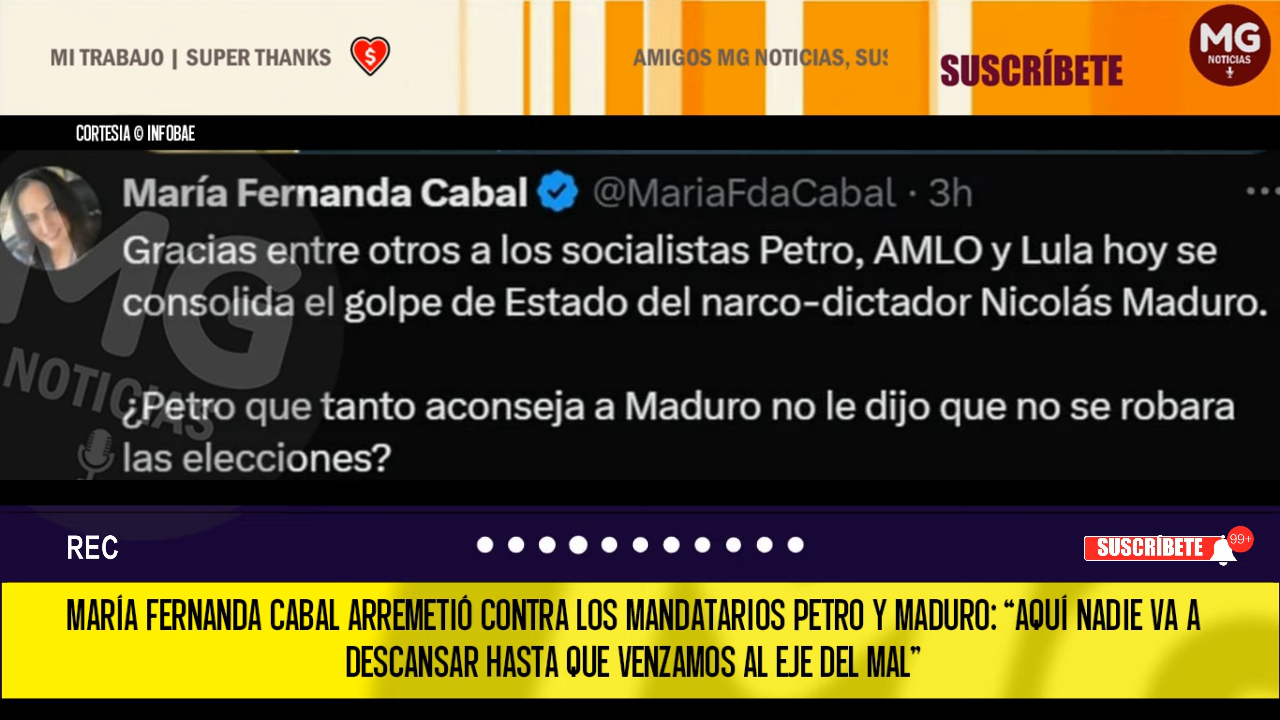 MI TRABAJO | SUPER THANKS
AMIGOS MG NOTICIAS, SUS
SUSCRÍBETE
MG
NOTICIAS
CORTESIA © INFOBAE
María Fernanda Cabal @MariaFdaCabal · 3h
Gracias entre otros a los socialistas Petro, AMLO y Lula hoy se
consolida el golpe de Estado del narco-dictador Nicolás Maduro.
¿Petro que tanto aconseja a Maduro no le dijo que no se robara
las elecciones?
MG
NOTICIAS
REC
SUSCRÍBETE
99+
MARÍA FERNANDA CABAL ARREMETIÓ CONTRA LOS MANDATARIOS PETRO Y MADURO: “AQUÍ NADIE VA A
DESCANSAR HASTA QUE VENZAMOS AL EJE DEL MAL”